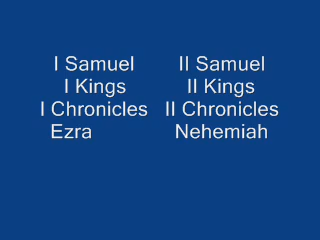 I Samuel II Samuel
I Kings II Kings
I Chronicles II Chronicles
Ezra Nehemiah